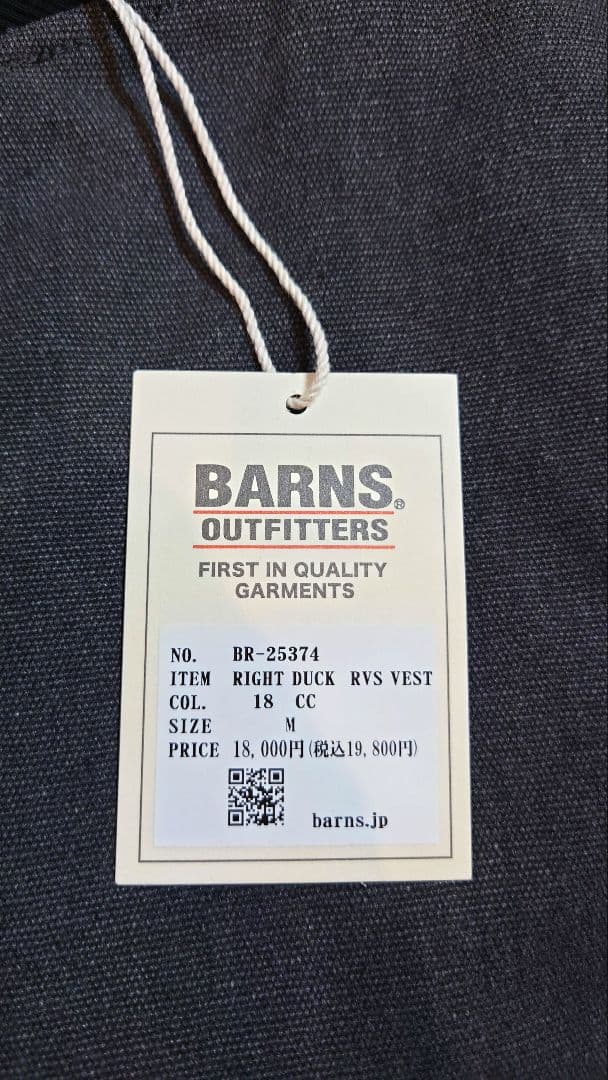 BARNS®
OUTFITTERS
FIRST IN QUALITY
GARMENTS
NO. BR-25374
ITEM RIGHT DUCK RVS VEST
COL. 18 CC
SIZE M
PRICE 18,000円(税込19,800円)
barns.jp